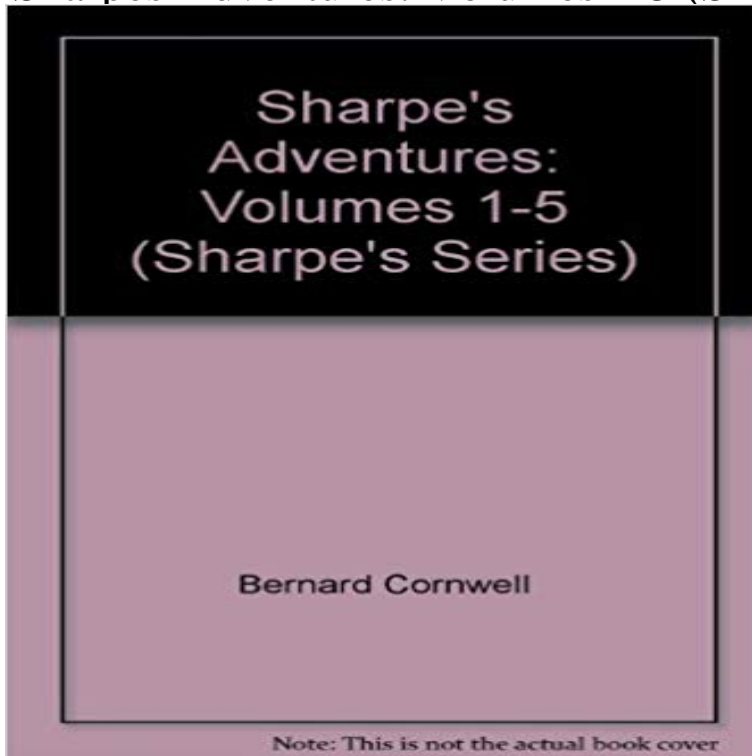 Sharpe's
Adventures:
Volumes 1-5
(Sharpe's Series)
Bernard Cornwell
Note: This is not the actual book cover